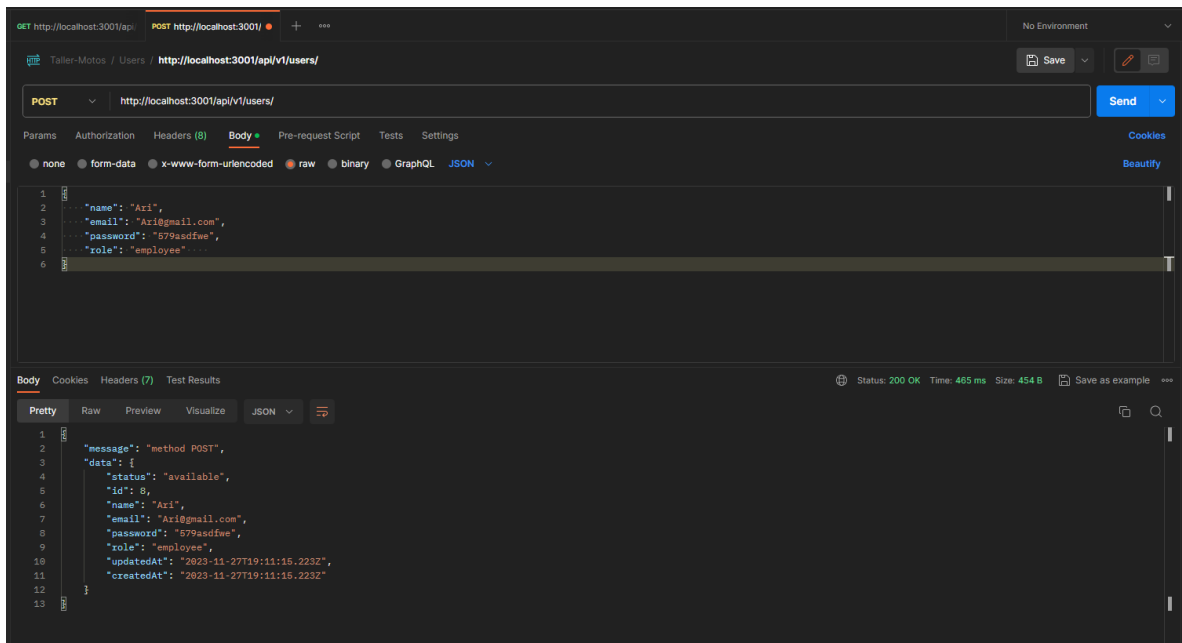 GET http://localhost:3001/api/ POST http://localhost:3001/ + ooo No Environment
HTTP Taller-Motos / Users / http://localhost:3001/api/v1/users/ Save
POST http://localhost:3001/api/v1/users/ Send
Params Authorization Headers (8) Body Pre-request Script Tests Settings Cookies
none form-data x-www-form-urlencoded raw binary GraphQL JSON Beautify
1 {
2 "name": "Ari",
3 "email": "Ari@gmail.com",
4 "password": "579asdfwe",
5 "role": "employee"
6 }
Body Cookies Headers (7) Test Results Status: 200 OK Time: 465 ms Size: 454 B Save as example ooo
Pretty Raw Preview Visualize JSON
1 {
2 "message": "method POST",
3 "data": {
4 "status": "available",
5 "id": 8,
6 "name": "Ari",
7 "email": "Ari@gmail.com",
8 "password": "579asdfwe",
9 "role": "employee",
10 "updatedAt": "2023-11-27T19:11:15.223Z",
11 "createdAt": "2023-11-27T19:11:15.223Z"
12 }
13 }